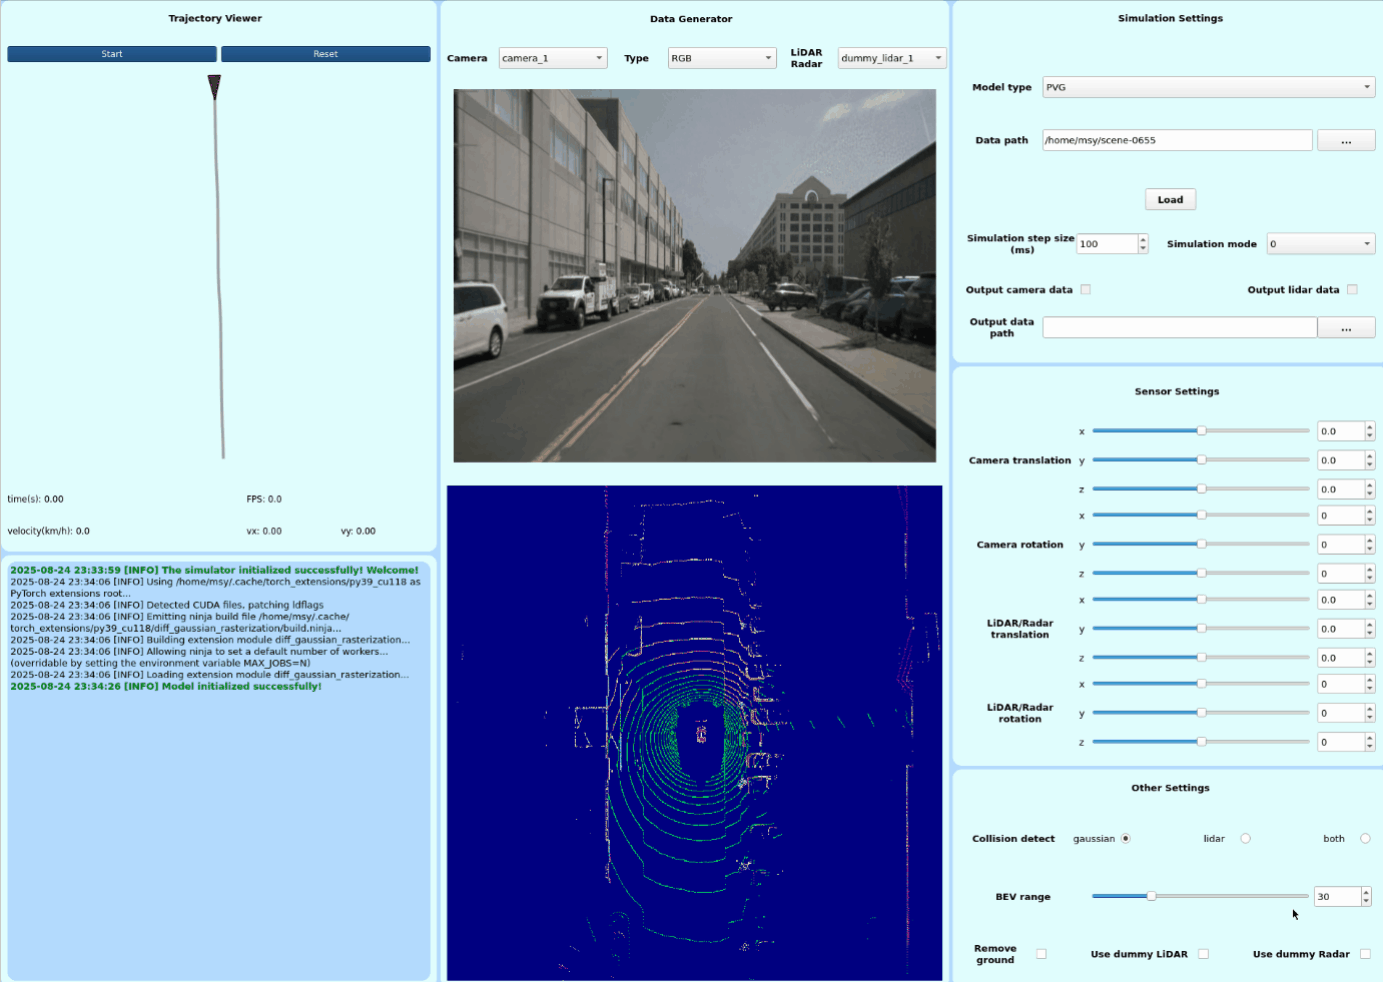 Trajectory Viewer
Start
Reset
time(s): 0.00
FPS: 0.0
velocity(km/h): 0.0
vx: 0.00
vy: 0.00
2025-08-24 23:33:59 [INFO] The simulator initialized successfully! Welcome!
2025-08-24 23:34:06 [INFO] Using /home/msy/.cache/torch_extensions/py39_cu118 as
PyTorch extensions root...
2025-08-24 23:34:06 [INFO] Detected CUDA files, patching ldflags
2025-08-24 23:34:06 [INFO] Emitting ninja build file /home/msy/.cache/
torch_extensions/py39_cu118/diff_gaussian_rasterization/build.ninja...
2025-08-24 23:34:06 [INFO] Building extension module diff_gaussian_rasterization...
2025-08-24 23:34:06 [INFO] Allowing ninja to set a default number of workers...
(overridable by setting the environment variable MAX_JOBS=N)
2025-08-24 23:34:06 [INFO] Loading extension module diff_gaussian_rasterization...
2025-08-24 23:34:26 [INFO] Model initialized successfully!
Data Generator
Camera
camera_1
Type
RGB
LiDAR
Radar
dummy_lidar_1
Simulation Settings
Model type
PVG
Data path
/home/msy/scene-0655
...
Load
Simulation step size
(ms)
100
Simulation mode
0
Output camera data
Output lidar data
Output data
path
...
Sensor Settings
Camera translation
x
0.0
y
0.0
z
0.0
Camera rotation
x
0
y
0
z
0
LiDAR/Radar
translation
x
0.0
y
0.0
z
0.0
LiDAR/Radar
rotation
x
0
y
0
z
0
Other Settings
Collision detect
gaussian
lidar
both
BEV range
30
Remove
ground
Use dummy LiDAR
Use dummy Radar